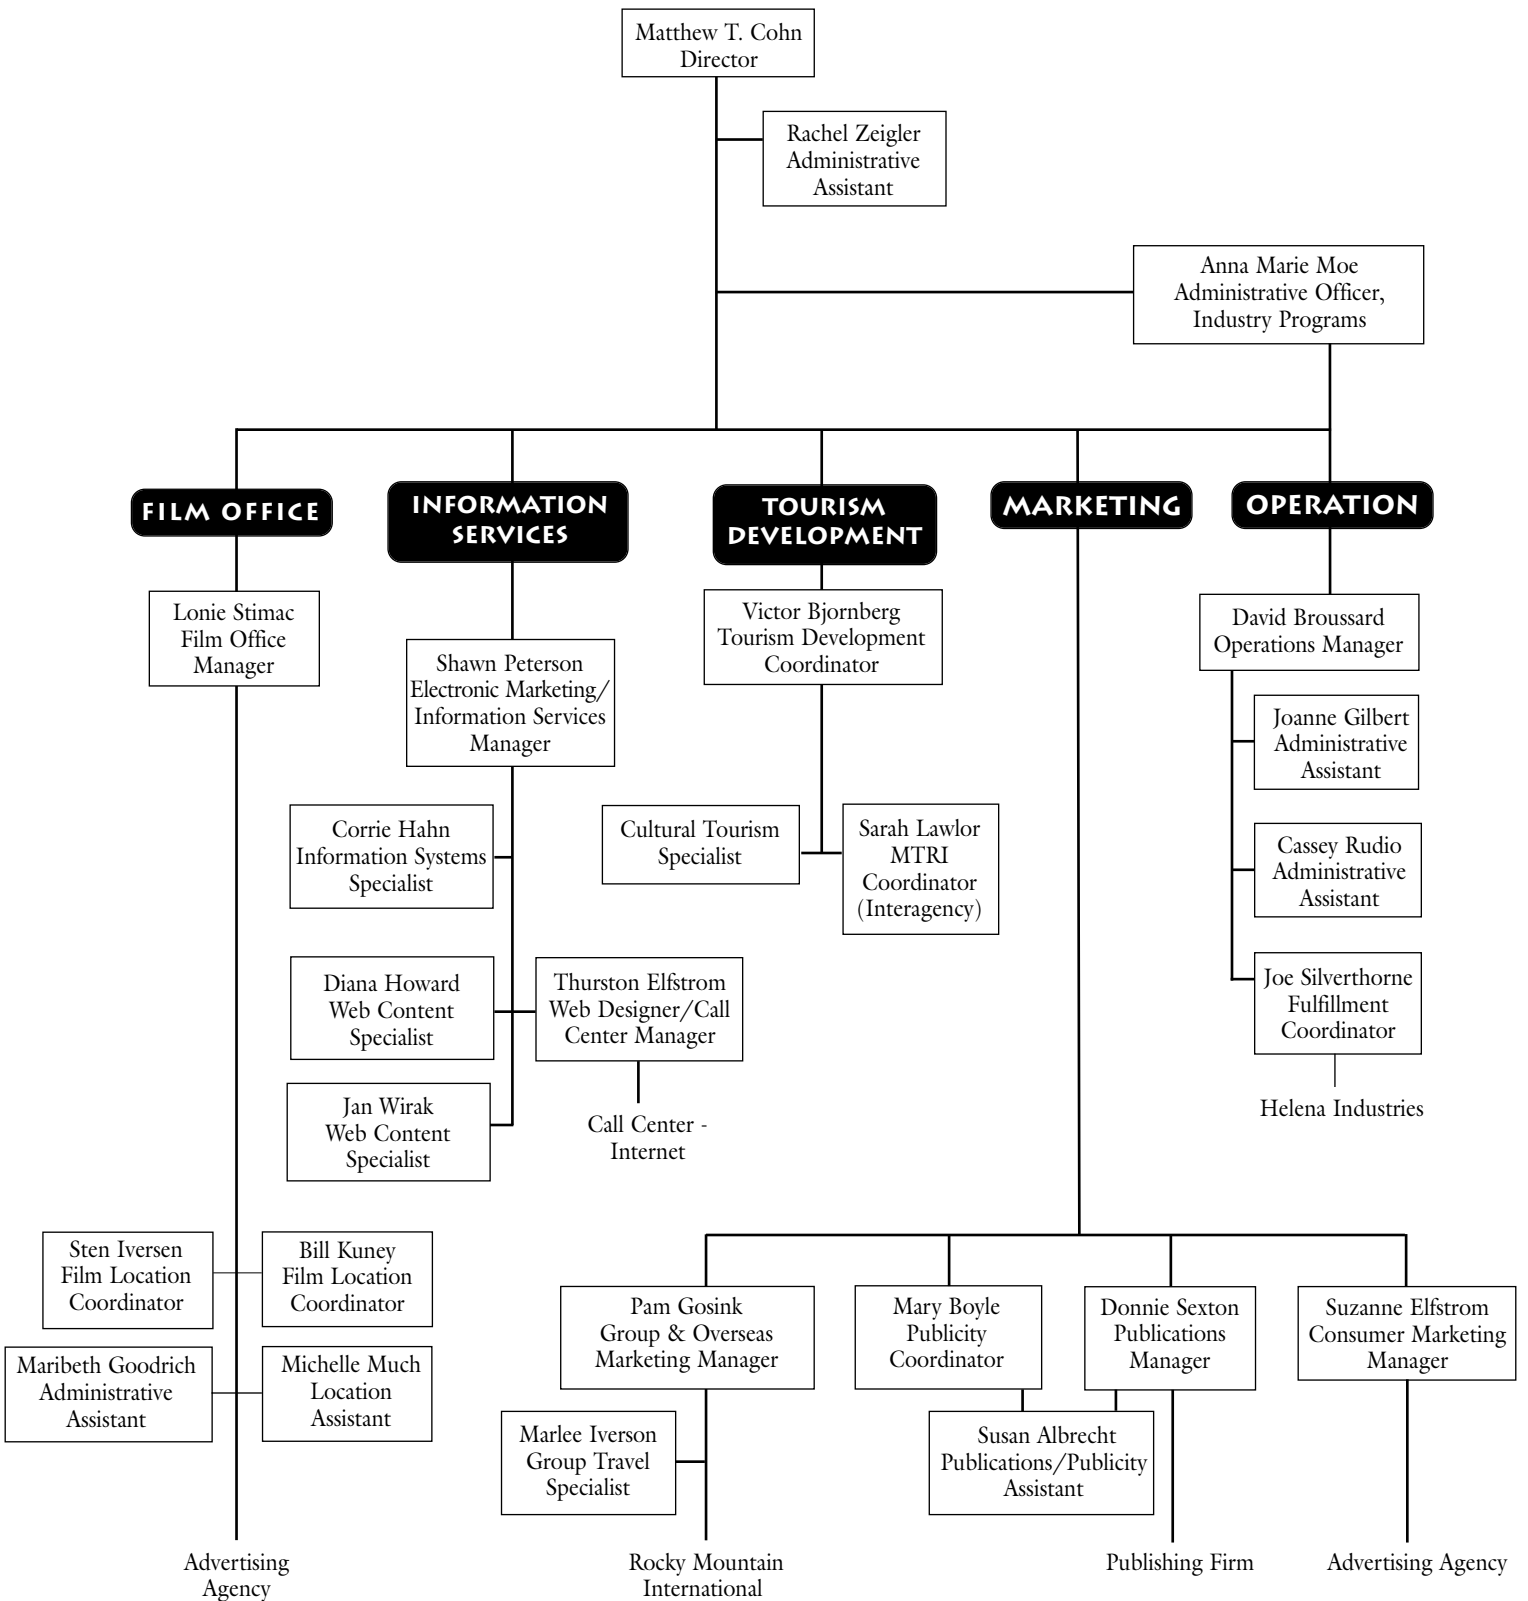 Matthew T. Cohn
Director
Rachel Zeigler
Administrative
Assistant
Anna Marie Moe
Administrative Officer,
Industry Programs
FILM OFFICE
INFORMATION
SERVICES
TOURISM
DEVELOPMENT
MARKETING
OPERATION
Lonie Stimac
Film Office
Manager
Shawn Peterson
Electronic Marketing/
Information Services
Manager
Victor Bjornberg
Tourism Development
Coordinator
David Broussard
Operations Manager
Joanne Gilbert
Administrative
Assistant
Corrie Hahn
Information Systems
Specialist
Cultural Tourism
Specialist
Sarah Lawlor
MTRI
Coordinator
(Interagency)
Cassey Rudio
Administrative
Assistant
Diana Howard
Web Content
Specialist
Thurston Elfstrom
Web Designer/Call
Center Manager
Joe Silverthorne
Fulfillment
Coordinator
Jan Wirak
Web Content
Specialist
Call Center -
Internet
Helena Industries
Sten Iversen
Film Location
Coordinator
Bill Kuney
Film Location
Coordinator
Maribeth Goodrich
Administrative
Assistant
Michelle Much
Location
Assistant
Pam Gosink
Group & Overseas
Marketing Manager
Mary Boyle
Publicity
Coordinator
Donnie Sexton
Publications
Manager
Suzanne Elfstrom
Consumer Marketing
Manager
Marlee Iverson
Group Travel
Specialist
Susan Albrecht
Publications/Publicity
Assistant
Advertising
Agency
Rocky Mountain
International
Publishing Firm
Advertising Agency